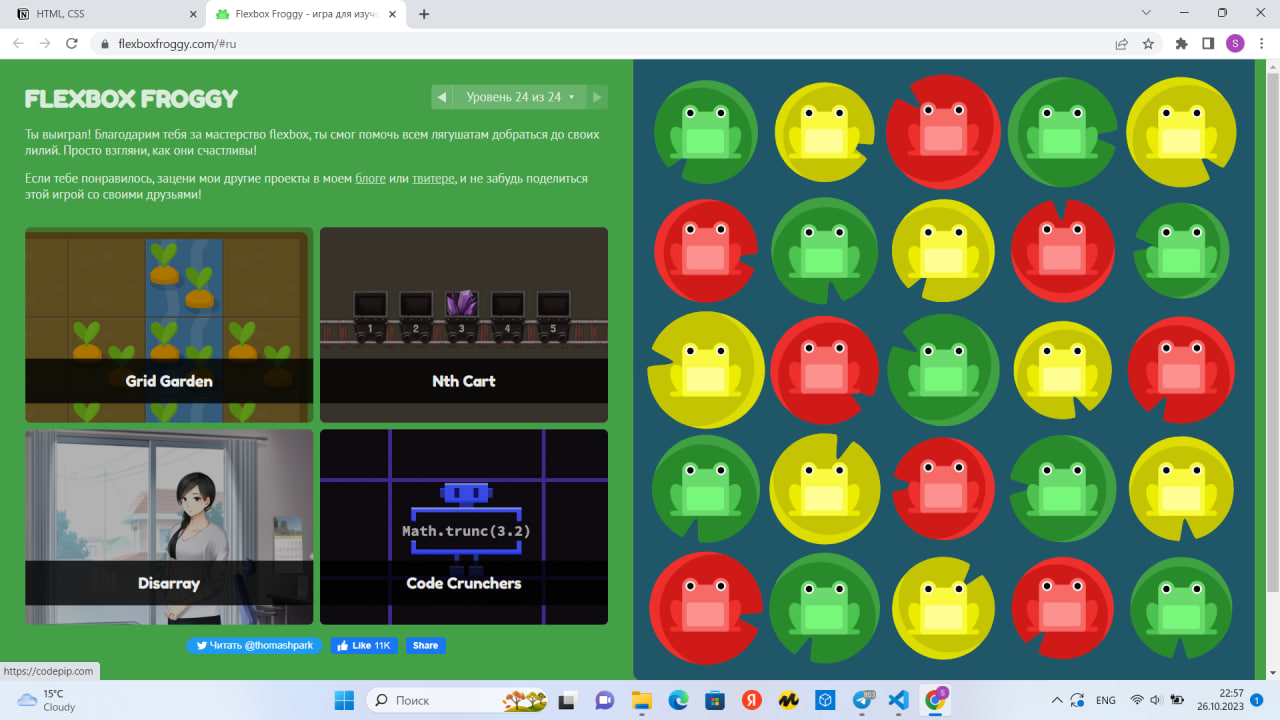 HTML, CSS
Flexbox Froggy - игра для изуч
flexboxfroggy.com/#ru
S
FLEXBOX FROGGY
Уровень 24 из 24
Ты выиграл! Благодарим тебя за мастерство flexbox, ты смог помочь всем лягушатам добраться до своих
лилий. Просто взгляни, как они счастливы!
Если тебе понравилось, зацени мои другие проекты в моем блоге или твитере, и не забудь поделиться
этой игрой со своими друзьями!
1 2 3 4 5
Grid Garden
Nth Cart
Math.trunc(3.2)
Disarray
Code Crunchers
Читать @thomashpark
Like 11K
Share
https://codepip.com
15°C
Cloudy
Поиск
Я
803
S
ENG
22:57
26.10.2023
1